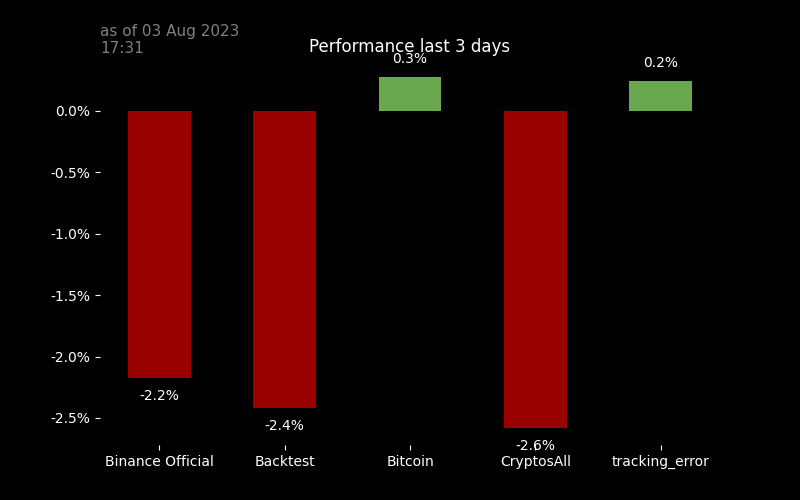 as of 03 Aug 2023
17:31
Performance last 3 days
0.3%
0.2%
0.0%
-0.5%
-1.0%
-1.5%
-2.0%
-2.5%
-2.2%
-2.4%
-2.6%
Binance Official
Backtest
Bitcoin
CryptosAll
tracking_error